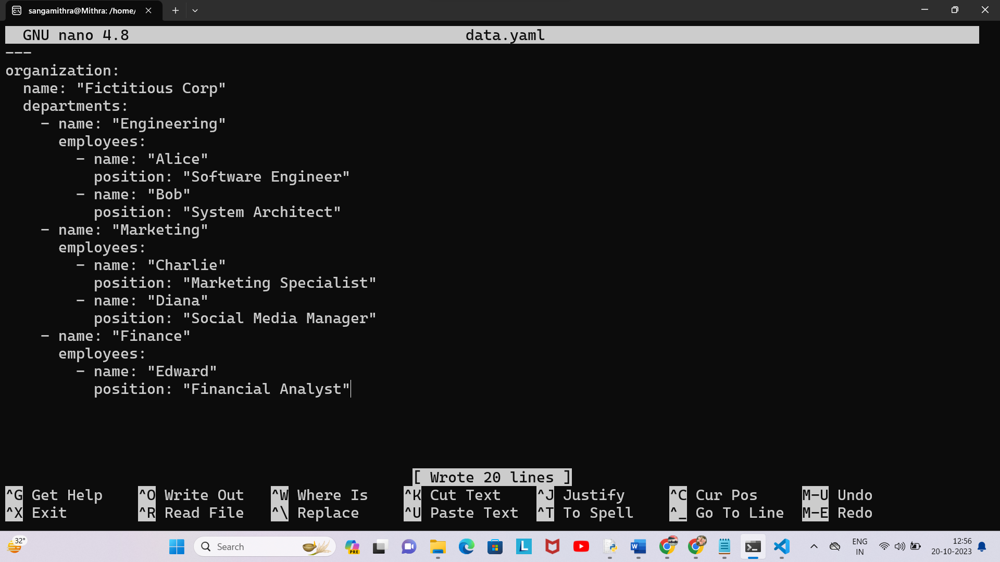 sangamithra@Mithra: /home/
GNU nano 4.8 data.yaml
---
organization:
  name: "Fictitious Corp"
  departments:
    - name: "Engineering"
      employees:
        - name: "Alice"
          position: "Software Engineer"
        - name: "Bob"
          position: "System Architect"
    - name: "Marketing"
      employees:
        - name: "Charlie"
          position: "Marketing Specialist"
        - name: "Diana"
          position: "Social Media Manager"
    - name: "Finance"
      employees:
        - name: "Edward"
          position: "Financial Analyst"
[ Wrote 20 lines ]
^G Get Help ^O Write Out ^W Where Is ^K Cut Text ^J Justify ^C Cur Pos M-U Undo
^X Exit ^R Read File ^\ Replace ^U Paste Text ^T To Spell ^_ Go To Line M-E Redo
32°
Search
PRE
L
W
ENG
IN
12:56
20-10-2023